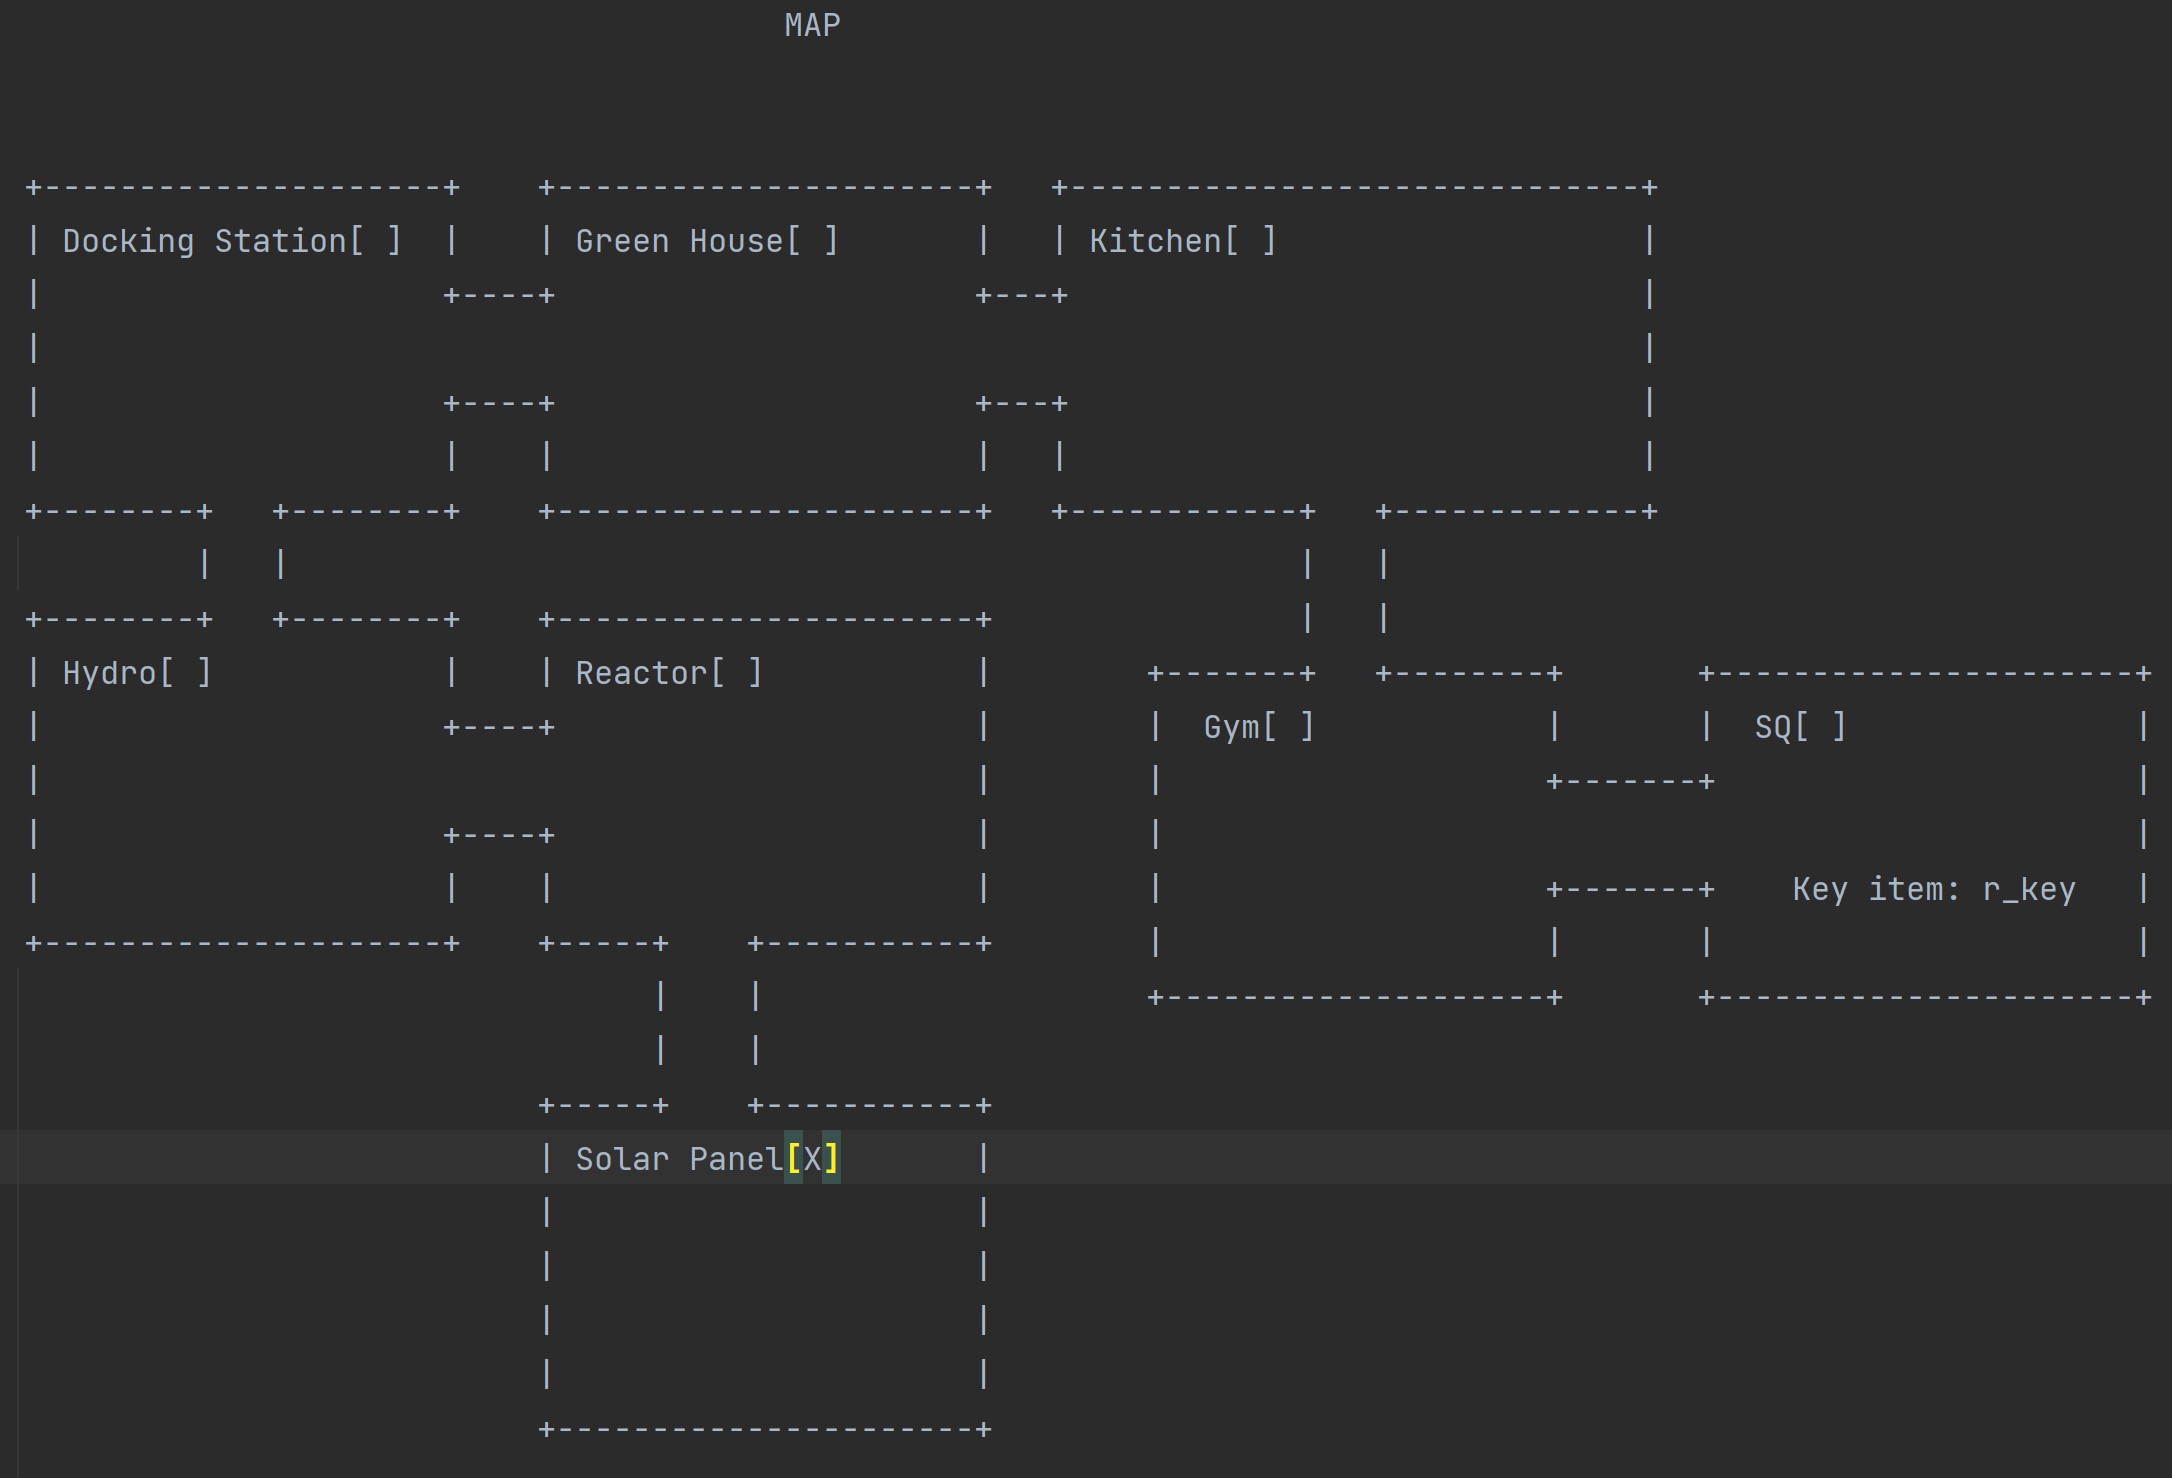 MAP
+---------------------+    +----------------------+   +------------------------------+
| Docking Station[ ]  |    | Green House[ ]       |   | Kitchen[ ]                   |
|                     +----+                      +---+                              |
|                                                                                    |
|                     +----+                      +---+                              |
|                     |    |                      |   |                              |
+--------+   +--------+    +----------------------+   +------------+   +-------------+
         |   |                                                     |   |
+--------+   +--------+    +----------------------+                |   |
| Hydro[ ]            |    | Reactor[ ]           |        +-------+   +--------+       +----------------------+
|                     +----+                      |        |  Gym[ ]            |       |  SQ[ ]               |
|                                                 |        |                    +-------+                      |
|                     +----+                      |        |                                                   |
|                     |    |                      |        |                    +-------+    Key item: r_key   |
+---------------------+    +-----+    +-----------+        |                    |       |                      |
                                 |    |                    +--------------------+       +----------------------+
                                 |    |
                           +-----+    +-----------+
                           | Solar Panel[X]       |
                           |                      |
                           |                      |
                           |                      |
                           |                      |
                           +----------------------+